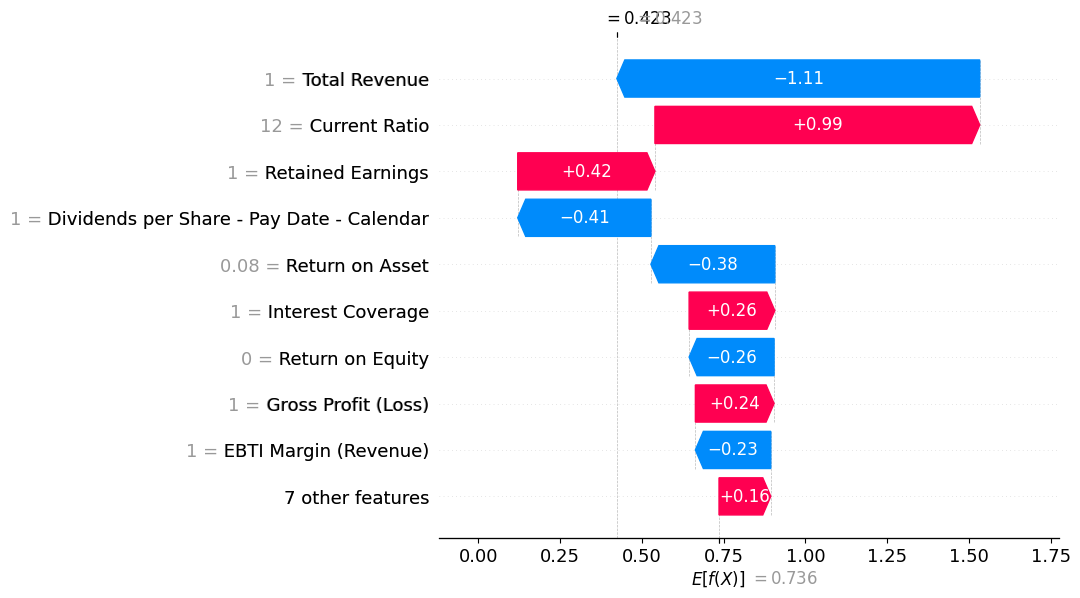 = 0.423 = 0.423
1 = Total Revenue −1.11
12 = Current Ratio +0.99
1 = Retained Earnings +0.42
1 = Dividends per Share - Pay Date - Calendar −0.41
0.08 = Return on Asset −0.38
1 = Interest Coverage +0.26
0 = Return on Equity −0.26
1 = Gross Profit (Loss) +0.24
1 = EBTI Margin (Revenue) −0.23
7 other features +0.16
0.00 0.25 0.50 0.75 1.00 1.25 1.50 1.75
E[f(X)] = 0.736